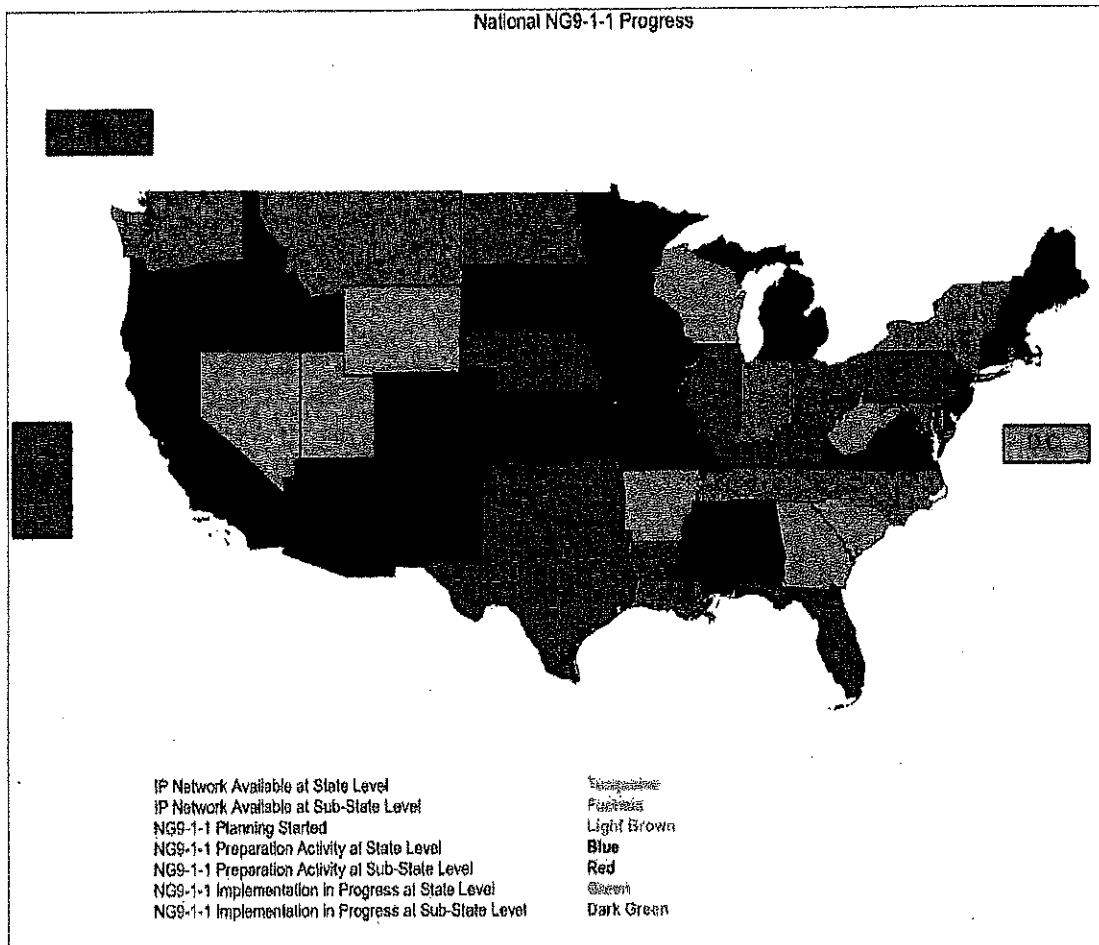 National NG9-1-1 Progress
D.C.
IP Network Available at State Level Turquoise
IP Network Available at Sub-State Level Fuchsia
NG9-1-1 Planning Started Light Brown
NG9-1-1 Preparation Activity at State Level Blue
NG9-1-1 Preparation Activity at Sub-State Level Red
NG9-1-1 Implementation in Progress at State Level Green
NG9-1-1 Implementation in Progress at Sub-State Level Dark Green